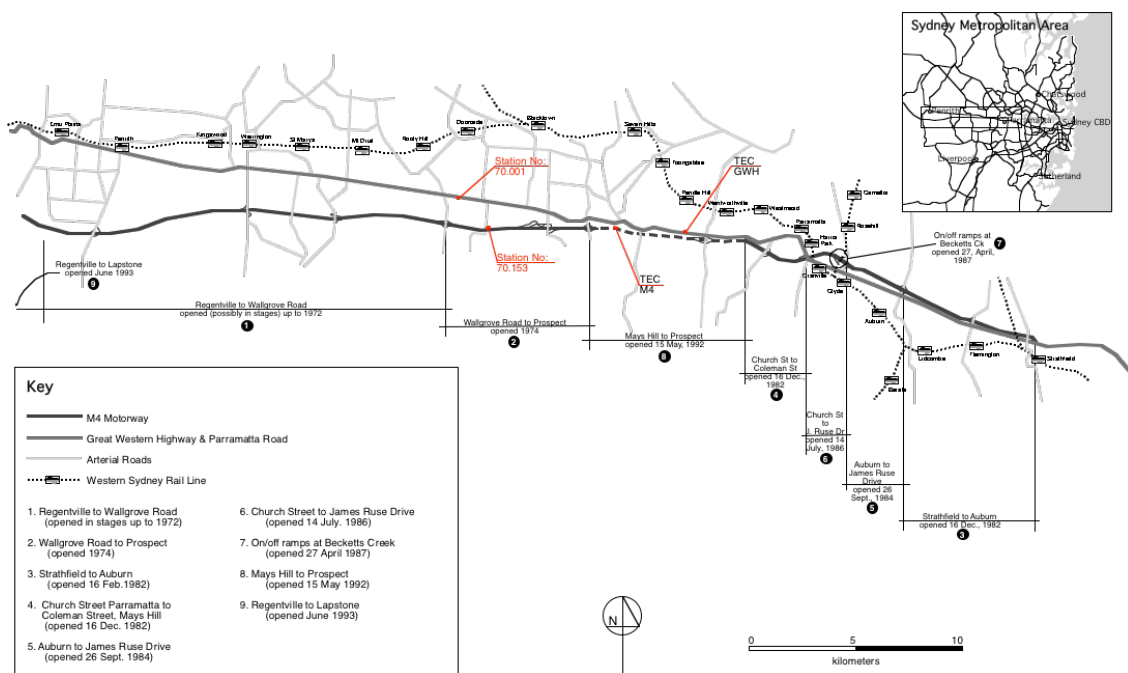 Sydney Metropolitan Area
Chatswood
Penrith
Parramatta
Sydney CBD
Liverpool
Sutherland
Emu Plains
Penrith
Kingswood
Werrington
St Marys
Mt Druitt
Rooty Hill
Doonside
Blacktown
Seven Hills
Toongabbie
Pendle Hill
Wentworthville
Westmead
Parramatta
Harris
Park
Granville
Clyde
Camellia
Rosehill
Auburn
Lidcombe
Flemington
Strathfield
Station No:
70.001
Station No:
70.153
TEC
GWH
TEC
M4
On/off ramps at
Becketts Ck
opened 27, April,
1987
7
Regentville to Lapstone
opened June 1993
9
Regentville to Wallgrove Road
opened (possibly in stages) up to 1972
1
Wallgrove Road to Prospect
opened 1974
2
Mays Hill to Prospect
opened 15 May, 1992
8
Church St to
Coleman St
opened 16 Dec.,
1982
4
Church St
to
J. Ruse Dr
opened 14
July, 1986
6
Auburn to
James Ruse
Drive
opened 26
Sept., 1984
5
Strathfield to Auburn
opened 16 Dec., 1982
3
Key
M4 Motorway
Great Western Highway & Parramatta Road
Arterial Roads
Western Sydney Rail Line
1. Regentville to Wallgrove Road
(opened in stages up to 1972)
2. Wallgrove Road to Prospect
(opened 1974)
3. Strathfield to Auburn
(opened 16 Feb.1982)
4. Church Street Parramatta to
Coleman Street, Mays Hill
(opened 16 Dec. 1982)
5. Auburn to James Ruse Drive
(opened 26 Sept. 1984)
6. Church Street to James Ruse Drive
(opened 14 July. 1986)
7. On/off ramps at Becketts Creek
(opened 27 April 1987)
8. Mays Hill to Prospect
(opened 15 May 1992)
9. Regentville to Lapstone
(opened June 1993)
N
0 5 10
kilometers